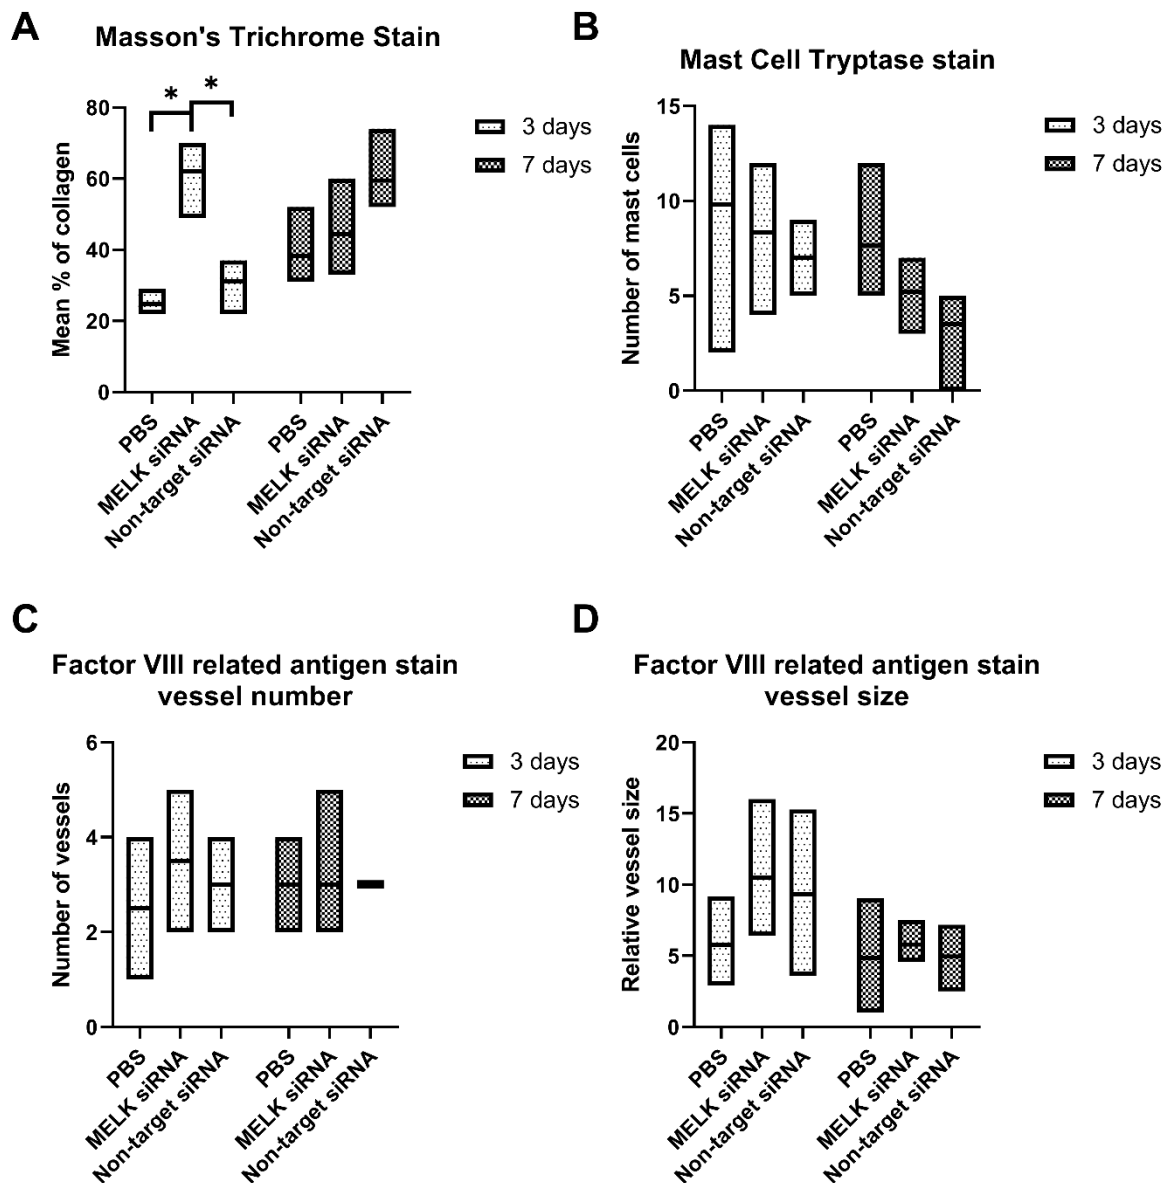 A
Masson's Trichrome Stain
* *
80
60
40
20
0
Mean % of collagen
PBS
MELK siRNA
Non-target siRNA
PBS
MELK siRNA
Non-target siRNA
3 days
7 days
B
Mast Cell Tryptase stain
15
10
5
0
Number of mast cells
PBS
MELK siRNA
Non-target siRNA
PBS
MELK siRNA
Non-target siRNA
3 days
7 days
C
Factor VIII related antigen stain
vessel number
6
4
2
0
Number of vessels
PBS
MELK siRNA
Non-target siRNA
PBS
MELK siRNA
Non-target siRNA
3 days
7 days
D
Factor VIII related antigen stain
vessel size
20
15
10
5
0
Relative vessel size
PBS
MELK siRNA
Non-target siRNA
PBS
MELK siRNA
Non-target siRNA
3 days
7 days